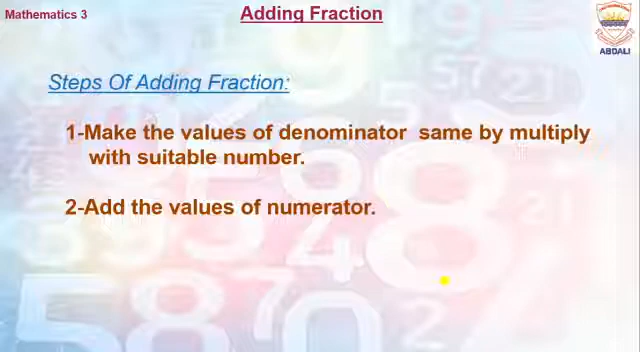 Mathematics 3
Adding Fraction
ABDALI
Steps Of Adding Fraction:
1-Make the values of denominator same by multiply
with suitable number.
2-Add the values of numerator.